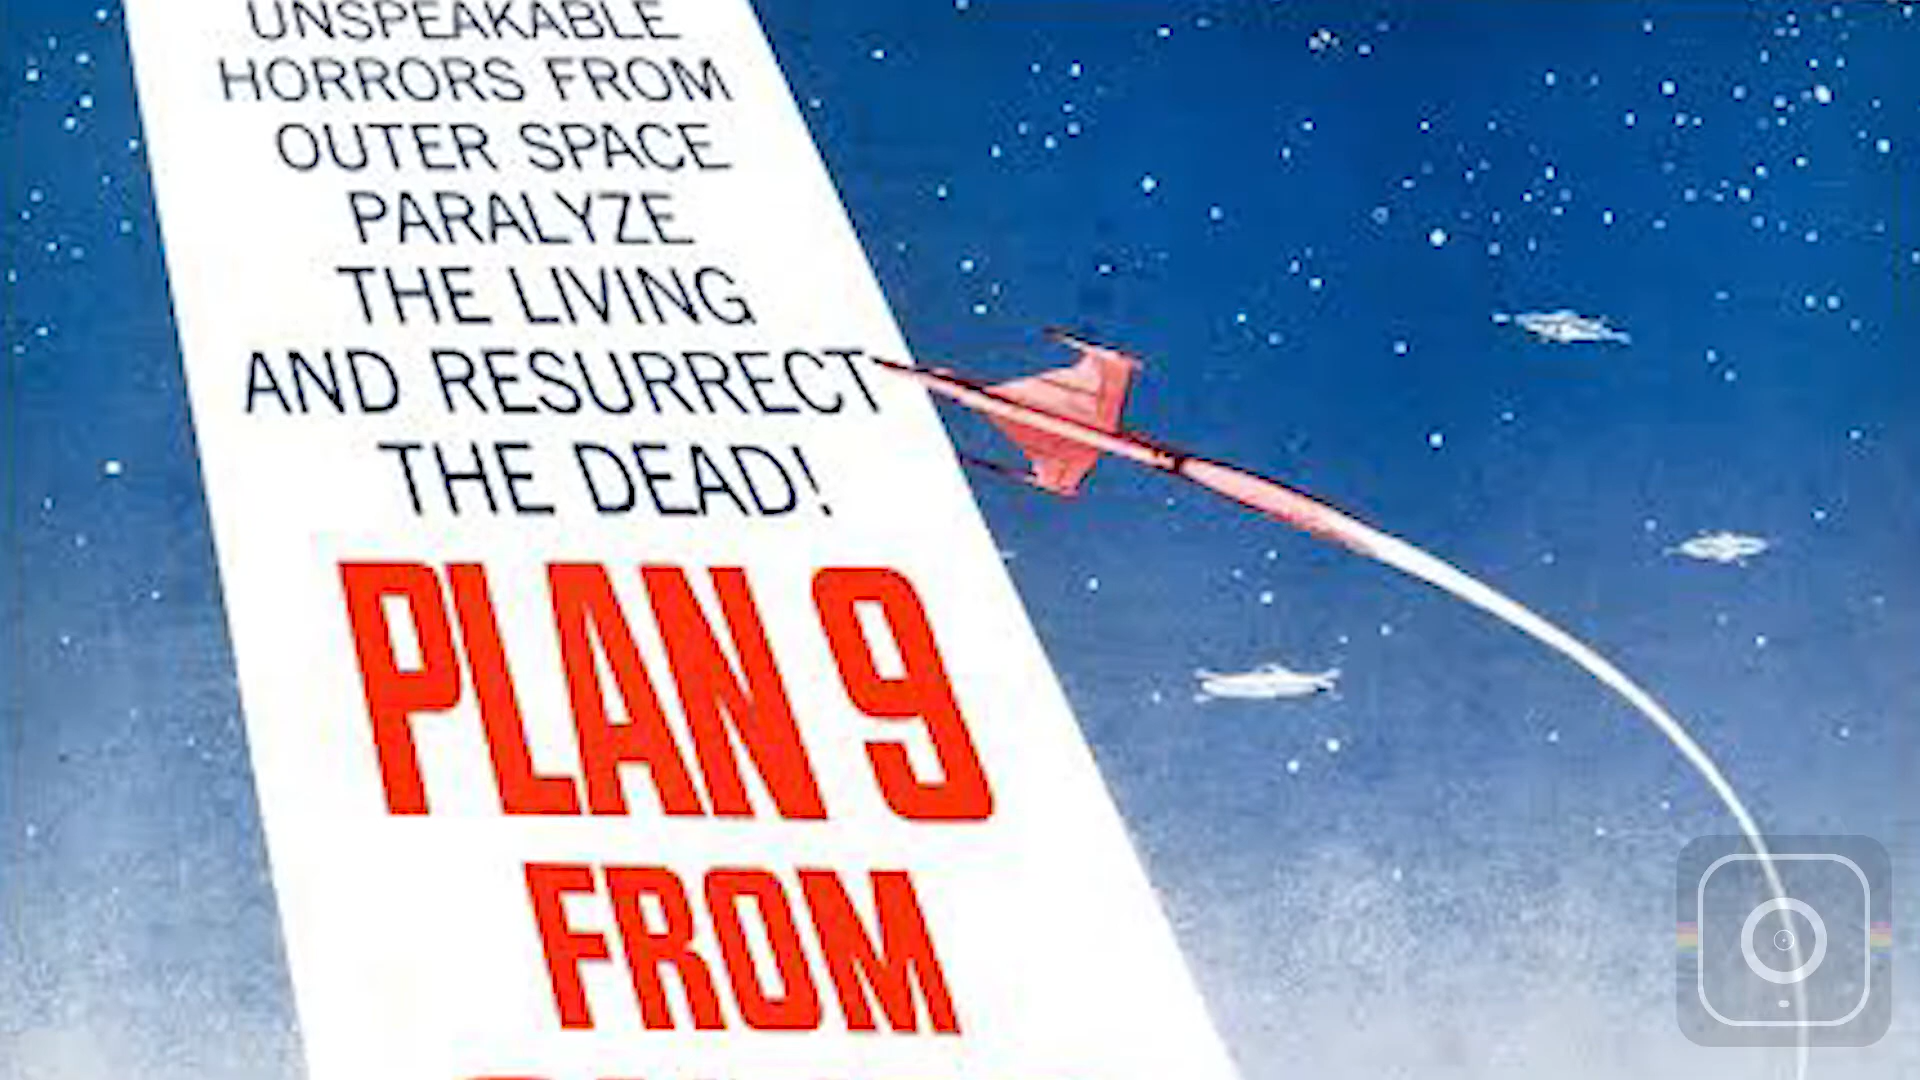 UNSPEAKABLE
HORRORS FROM
OUTER SPACE
PARALYZE
THE LIVING
AND RESURRECT
THE DEAD!
PLAN 9
FROM